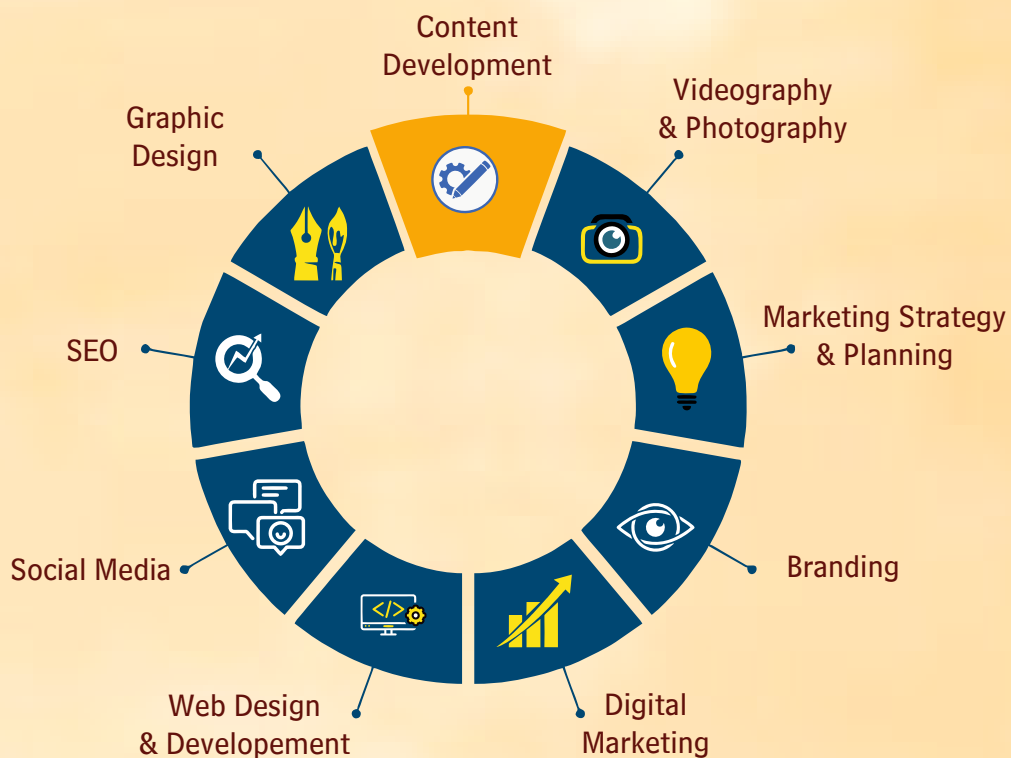 Content
Development
Videography
& Photography
Graphic
Design
Marketing Strategy
& Planning
SEO
Social Media
Branding
Web Design
& Developement
Digital
Marketing